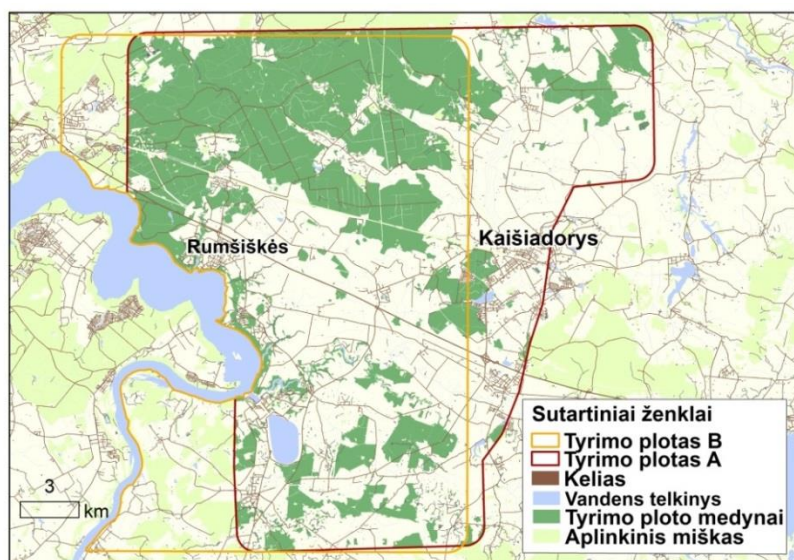 Rumšiškės
Kaišiadorys
Sutartiniai ženklai
Tyrimo plotas B
Tyrimo plotas A
Kelias
Vandens telkinys
Tyrimo ploto medynai
Aplinkinis miškas
3
km